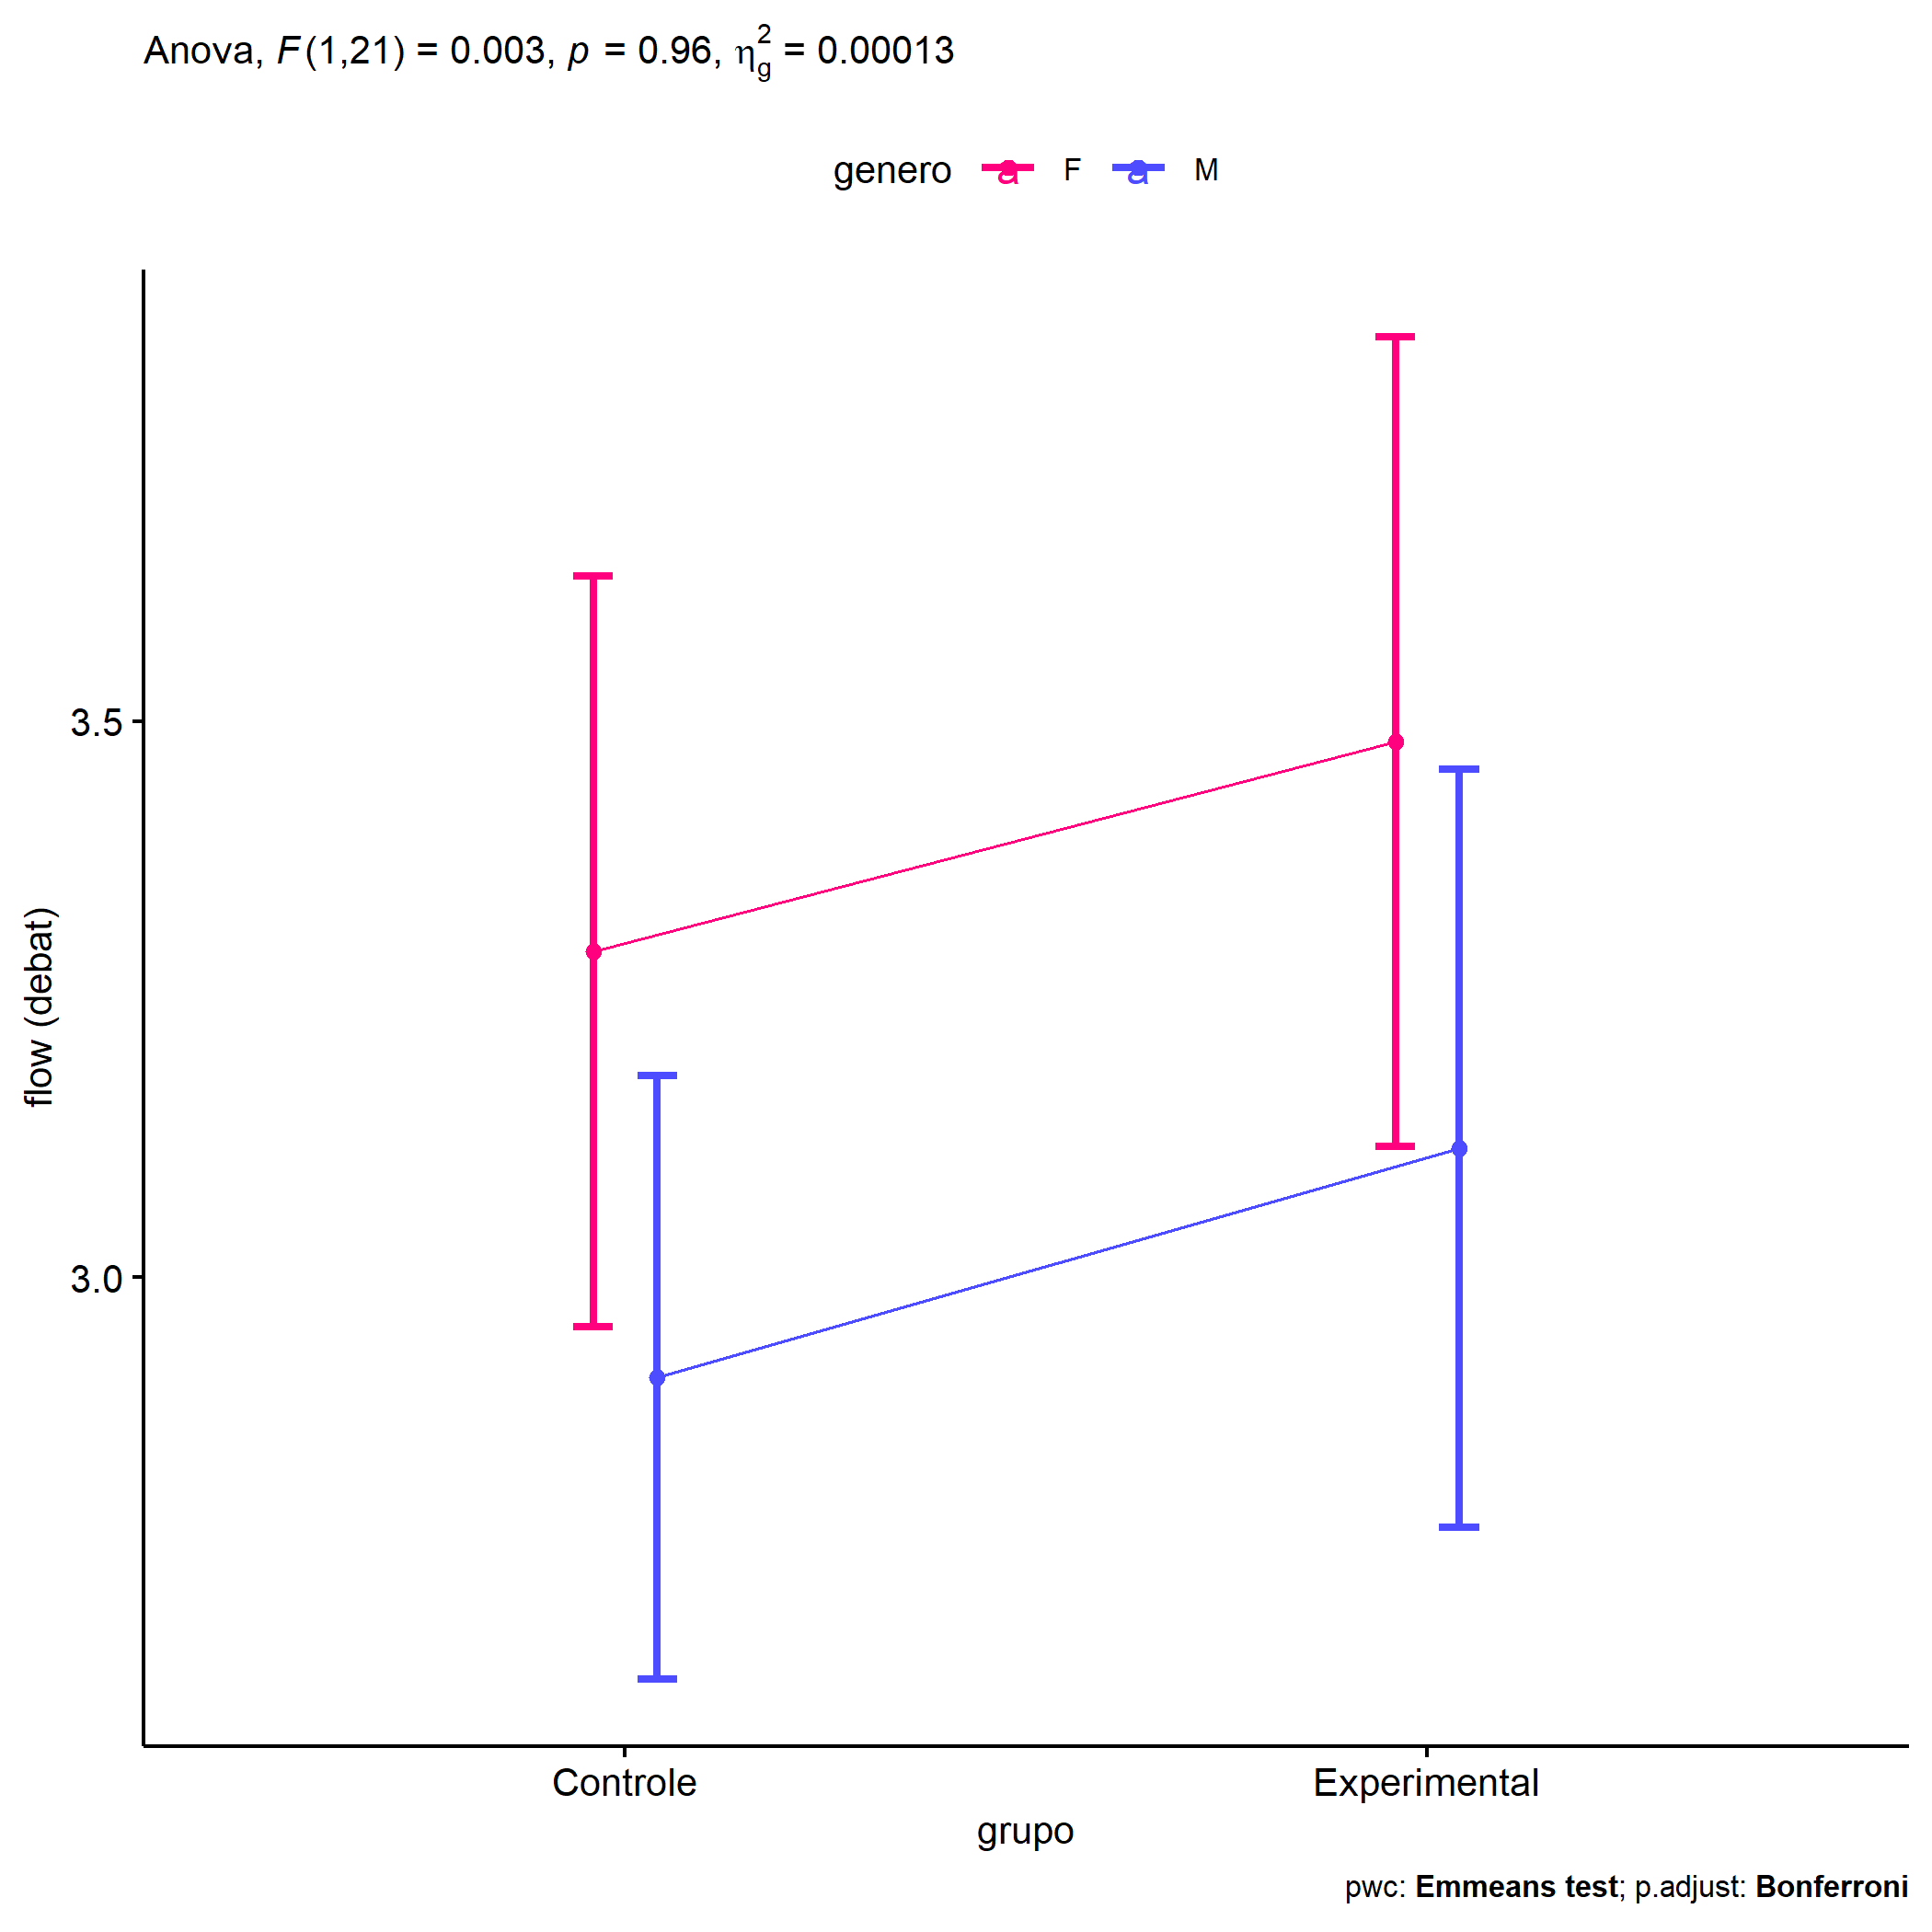 Anova, F(1,21) = 0.003, p = 0.96, η²g = 0.00013
genero a F a M
3.5
3.0
flow (debat)
Controle Experimental
grupo
pwc: Emmeans test; p.adjust: Bonferroni